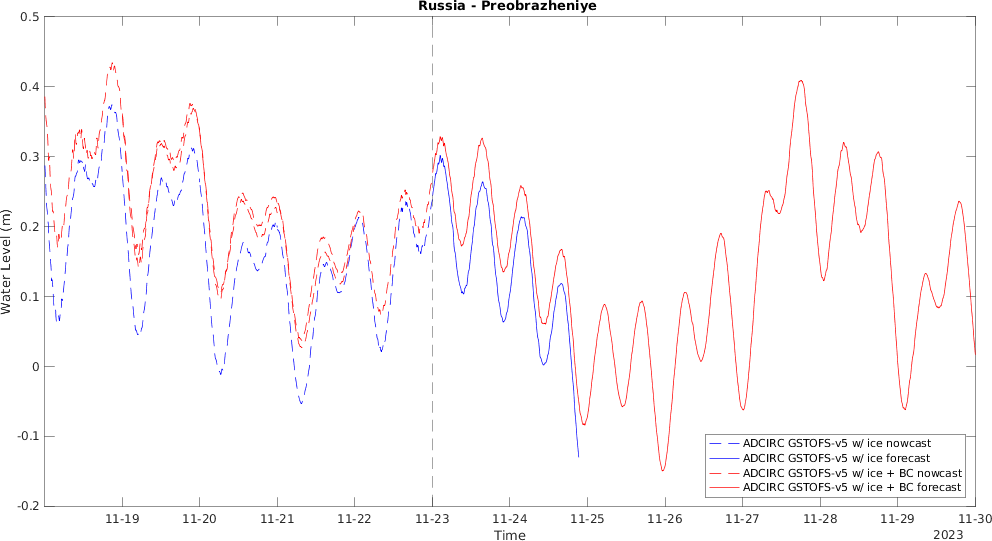 Russia - Preobrazheniye
0.5
0.4
0.3
0.2
0.1
0
-0.1
-0.2
Water Level (m)
11-19 11-20 11-21 11-22 11-23 11-24 11-25 11-26 11-27 11-28 11-29 11-30
Time
2023
ADCIRC GSTOFS-v5 w/ ice nowcast
ADCIRC GSTOFS-v5 w/ ice forecast
ADCIRC GSTOFS-v5 w/ ice + BC nowcast
ADCIRC GSTOFS-v5 w/ ice + BC forecast